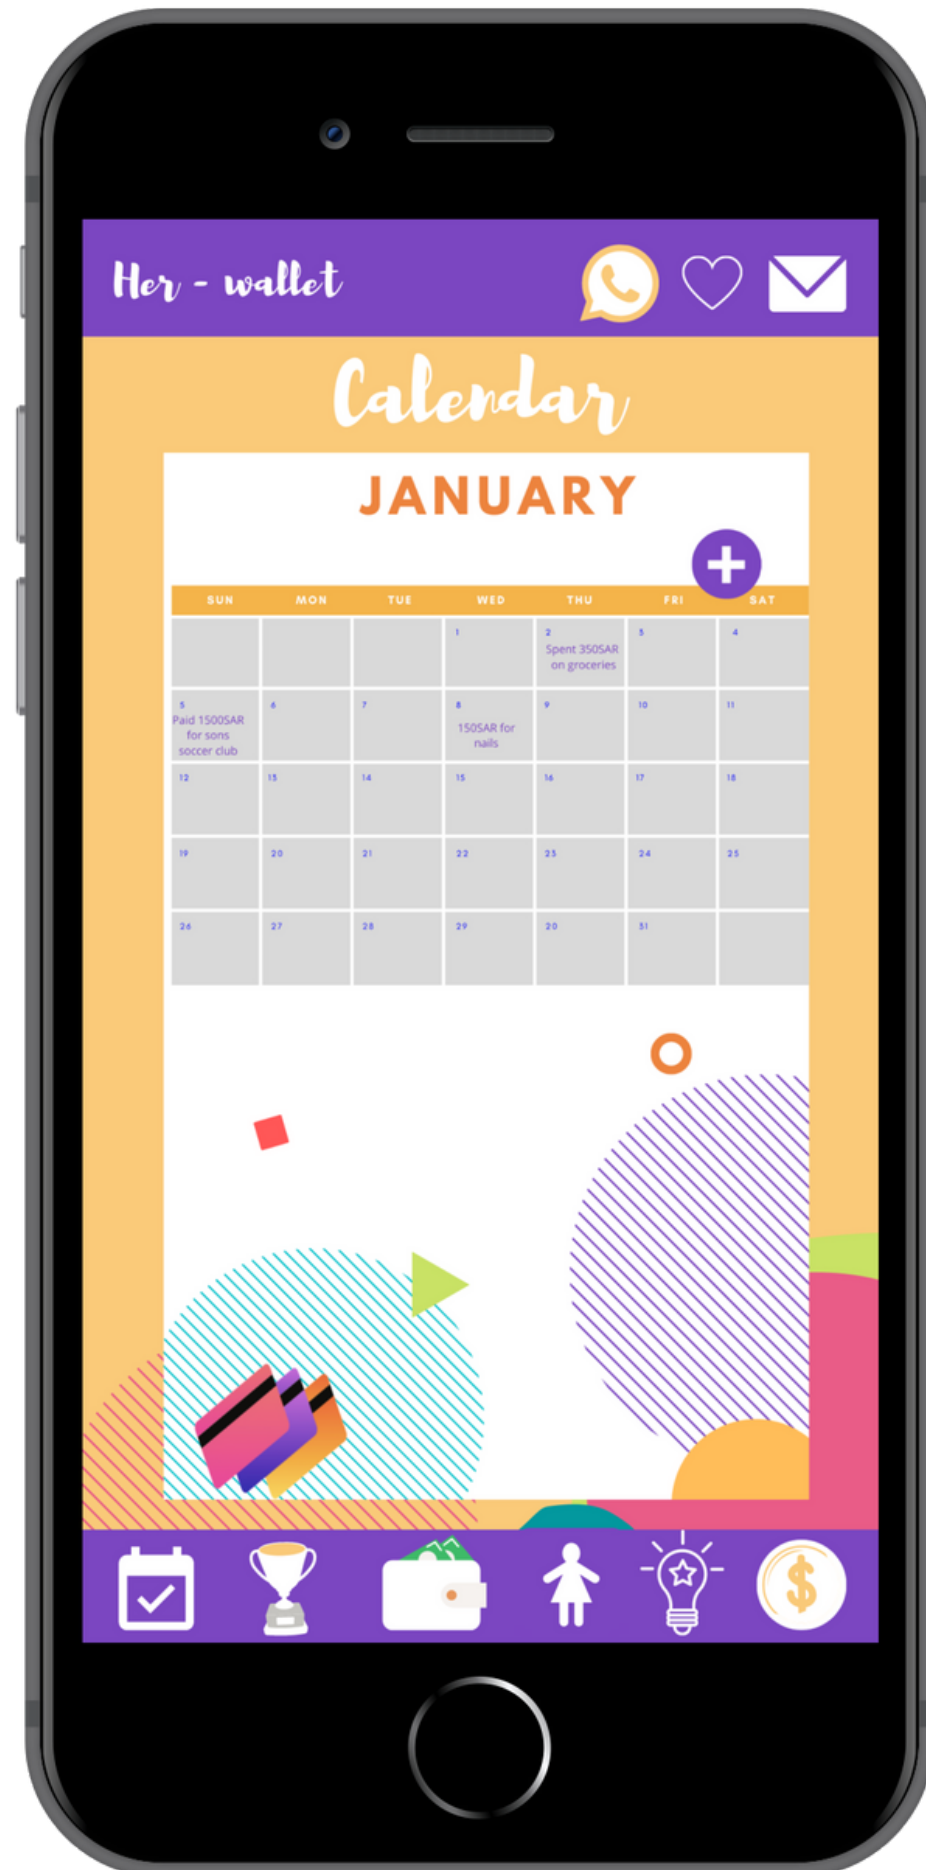 Her - wallet
Calendar
JANUARY
SUN MON TUE WED THU FRI SAT
1 2 3 4
Spent 350SAR
on groceries
5 6 7 8 9 10 11
Paid 1500SAR
for sons
soccer club
150SAR for
nails
12 13 14 15 16 17 18
19 20 21 22 23 24 25
26 27 28 29 20 31
$